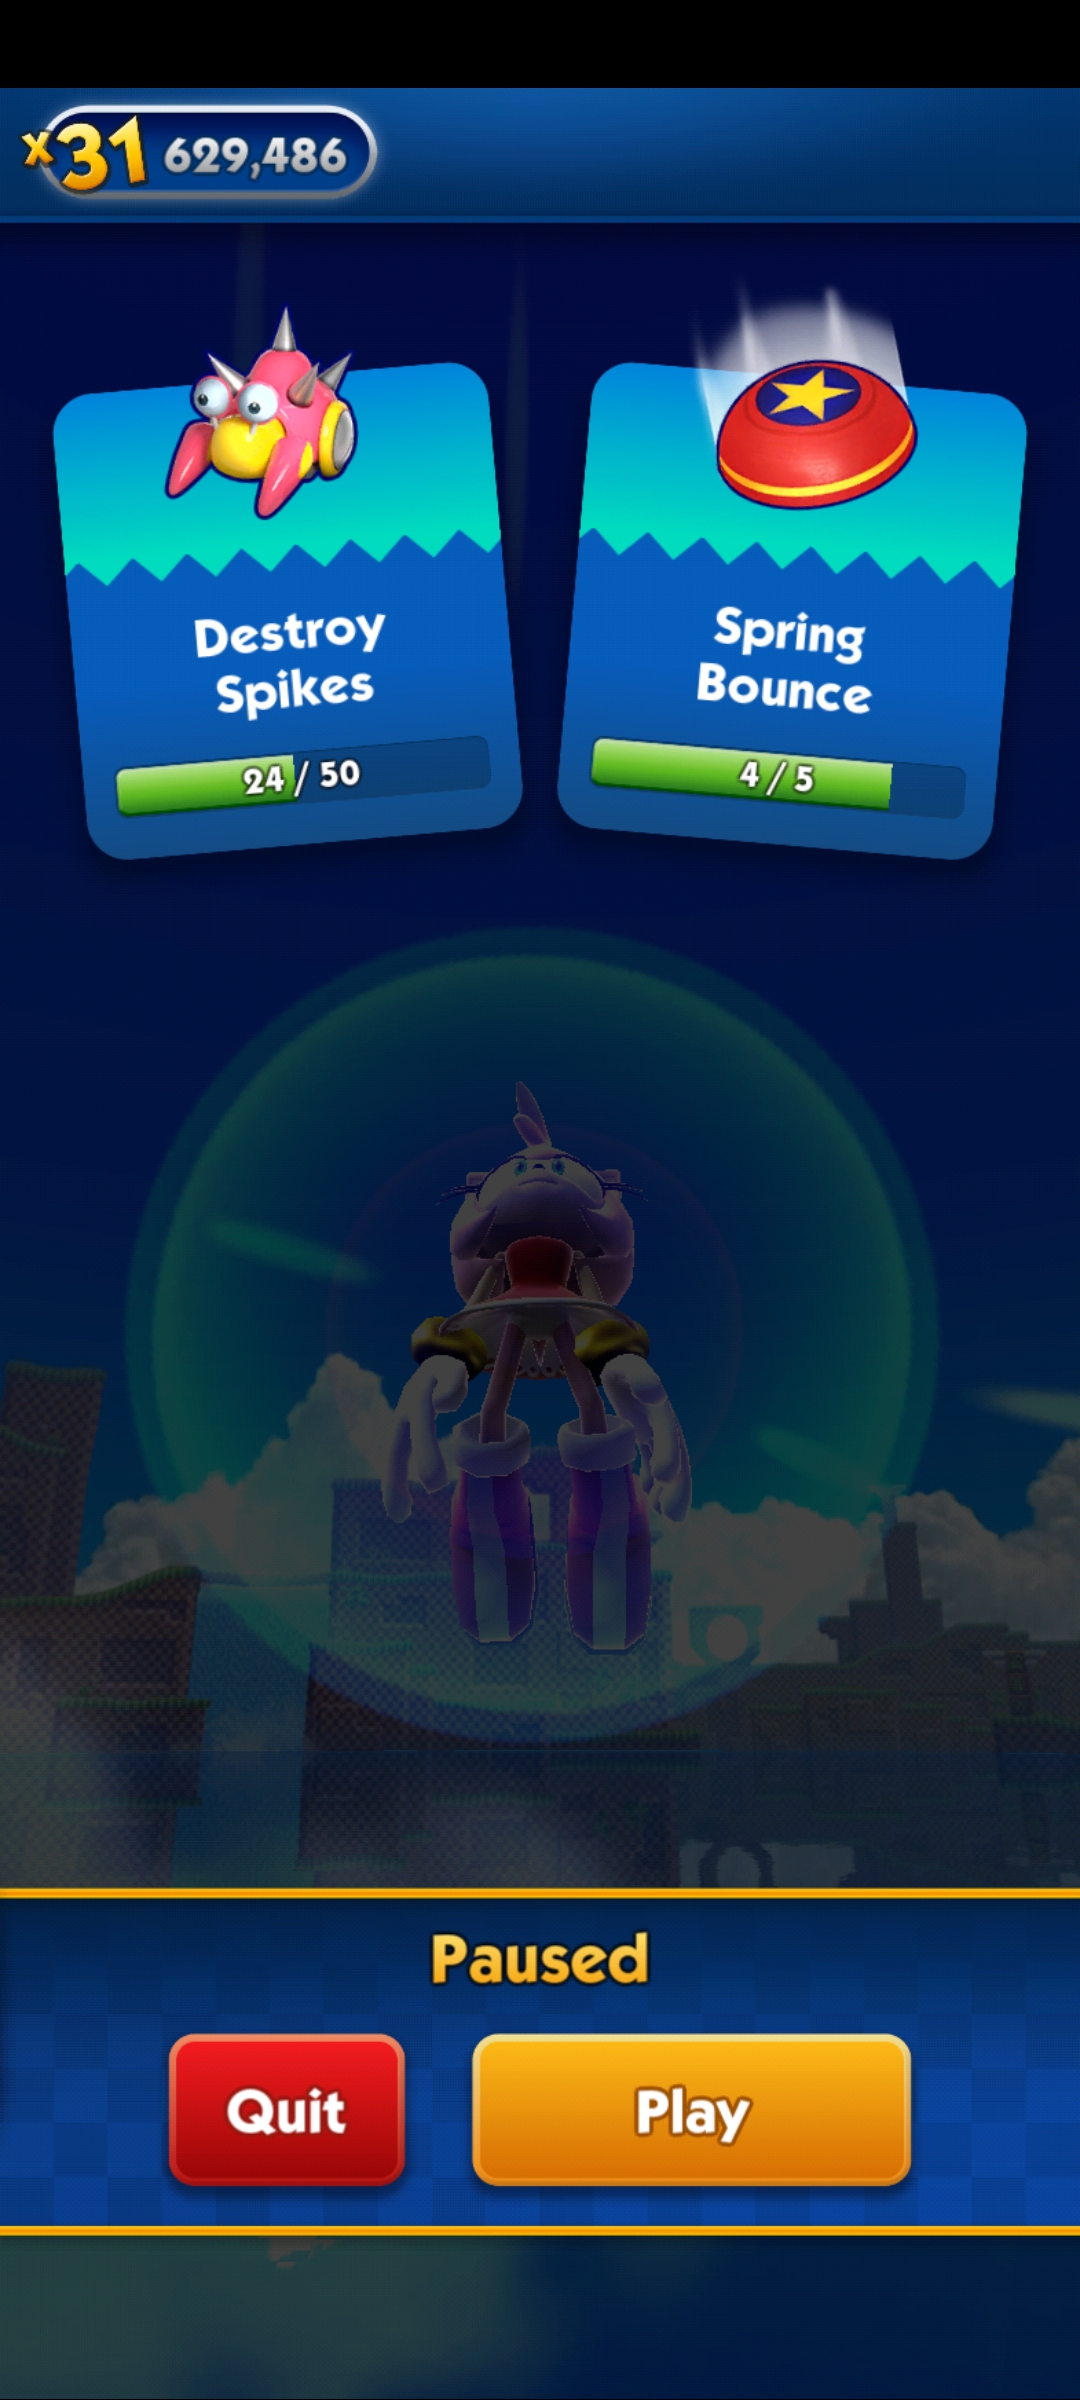 x31 629,486
Destroy
Spikes
24 / 50
Spring
Bounce
4 / 5
Paused
Quit
Play